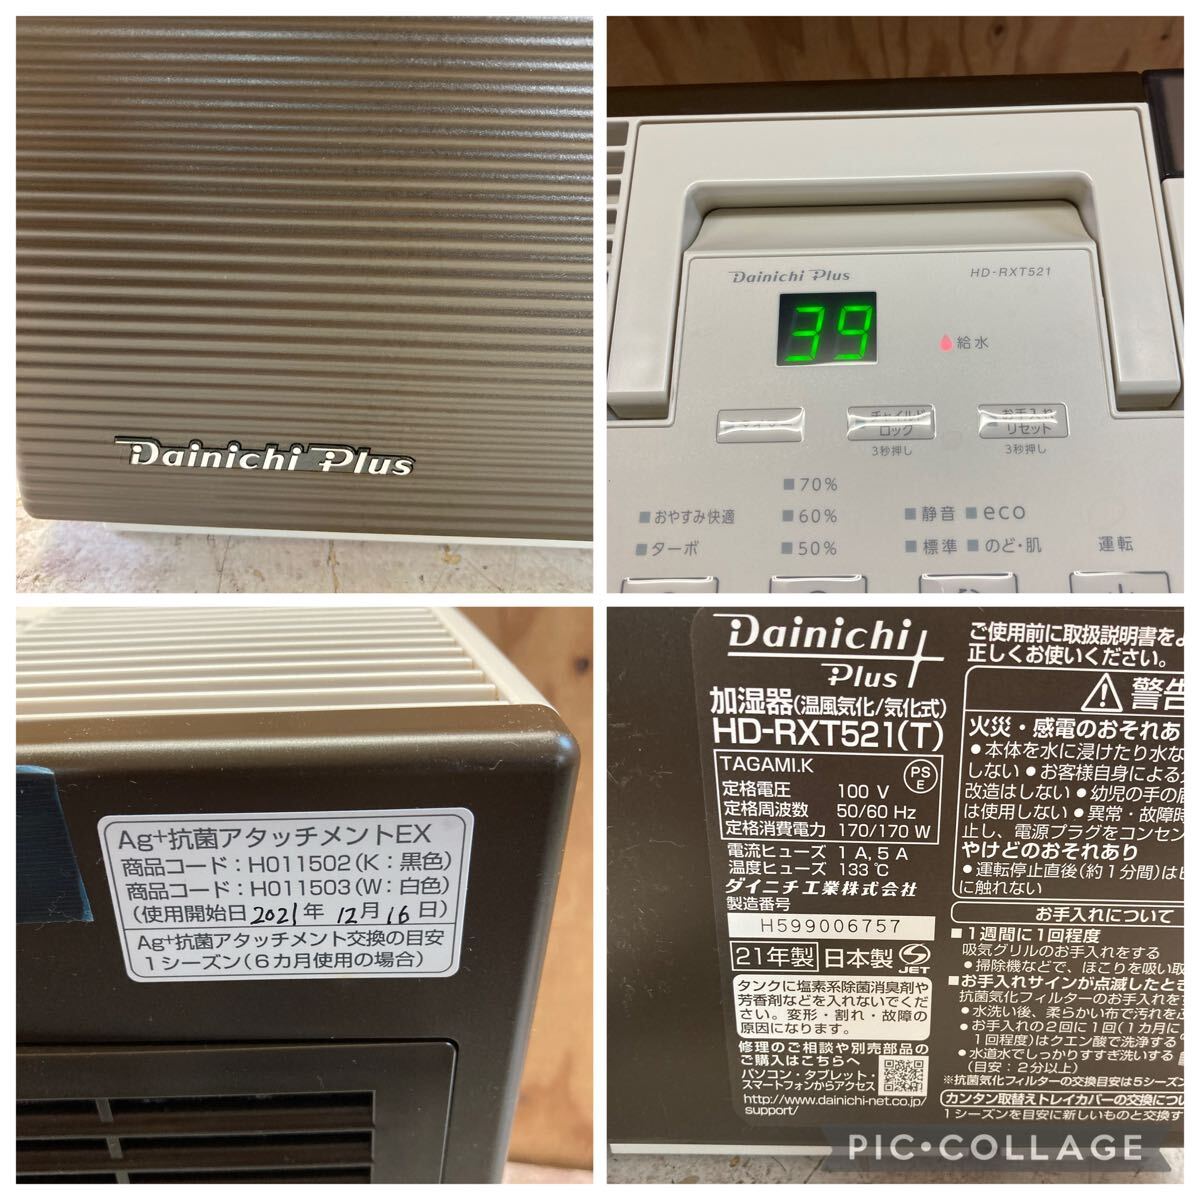 Dainichi Plus
Dainichi Plus
HD-RXT521
39
給水
チャイルド
ロック
3秒押し
お手入れ
リセット
3秒押し
70%
おやすみ快適
60%
静音
eco
ターボ
50%
標準
のど・肌
運転
Ag+抗菌アタッチメントEX
商品コード:H011502(K:黒色)
商品コード:H011503(W:白色)
(使用開始日2021年12月16日)
Ag+抗菌アタッチメント交換の目安
1シーズン(6カ月使用の場合)
Dainichi
Plus
加湿器(温風気化/気化式)
HD-RXT521(T)
TAGAMI.K
PS
E
定格電圧 100 V
定格周波数 50/60 Hz
定格消費電力 170/170 W
電流ヒューズ 1 A, 5 A
温度ヒューズ 133℃
ダイニチ工業株式会社
製造番号
H599006757
21年製
日本製
JET
タンクに塩素系除菌消臭剤や
芳香剤などを入れないでくだ
さい。変形・割れ・故障の
原因になります。
修理のご相談や別売部品の
ご購入はこちらへ
パソコン・タブレット・
スマートフォンからアクセス
http://www.dainichi-net.co.jp/
support/
ご使用前に取扱説明書をよ
正しくお使いください。
警告
火災・感電のおそれあ
●本体を水に浸けたり水な
しない ●お客様自身による分
改造はしない ●幼児の手の届
は使用しない ●異常・故障時
止し、電源プラグをコンセン
やけどのおそれあり
●運転停止直後(約1分間)は
に触れない
お手入れについて
■1週間に1回程度
吸気グリルのお手入れをする
●掃除機などで、ほこりを吸い取
■お手入れサインが点滅したとき
抗菌気化フィルターのお手入れを
●水洗い後、柔らかい布で汚れを
●お手入れの2回に1回(1カ月に
1回程度)はクエン酸で洗浄する
●水道水でしっかりすすぎ洗いする
(目安:2分以上)
※抗菌気化フィルターの交換目安は5シーズン
カンタン取替えトレイカバーの交換につい
1シーズンを目安に新しいものと交換す
PIC•COLLAGE